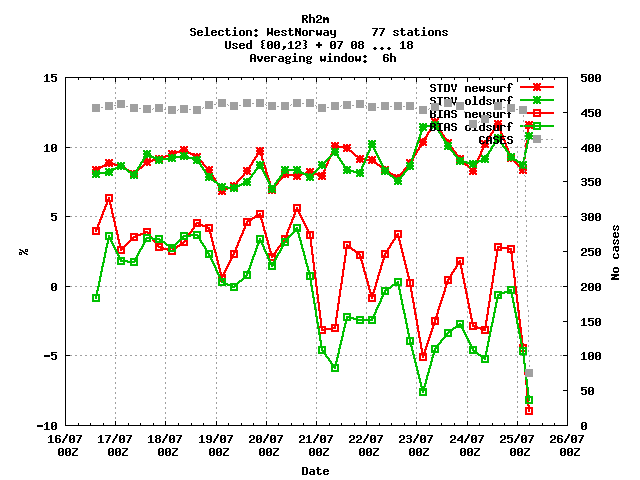 Rh2m
Selection: WestNorway 77 stations
Used {00,12} + 07 08 ... 18
Averaging window: 6h
15 500
STDV newsurf
STDV oldsurf
450
BIAS newsurf
BIAS oldsurf
CASES
10 400
350
5 300
% 250 No cases
0 200
150
-5 100
50
-10 0
16/07 17/07 18/07 19/07 20/07 21/07 22/07 23/07 24/07 25/07 26/07
00Z 00Z 00Z 00Z 00Z 00Z 00Z 00Z 00Z 00Z 00Z
Date